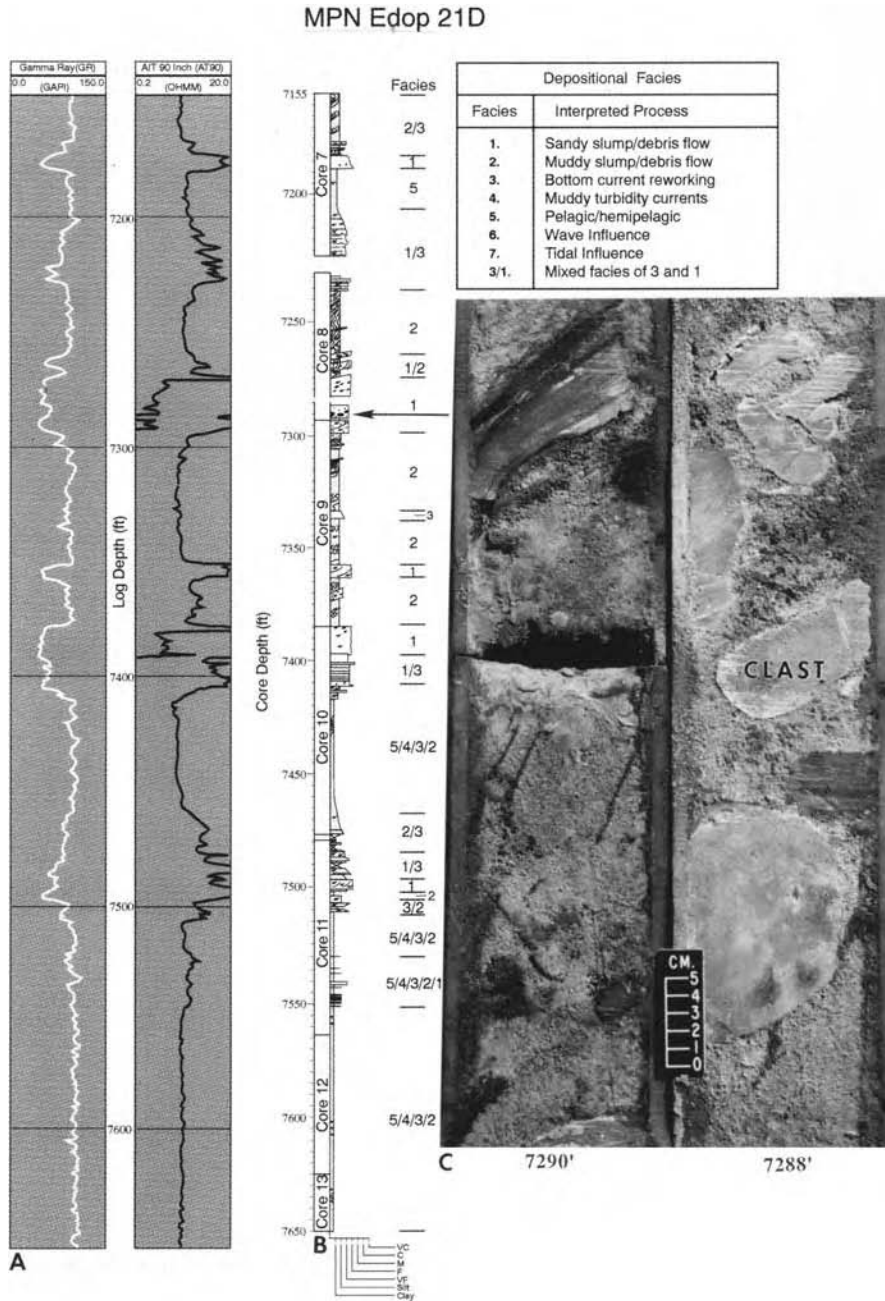 MPN Edop 21D
Gamma Ray(GR)
0.0 150.0
(GAPI)
AIT 90 Inch (AT90)
0.2 20.0
(OHMM)
Log Depth (ft)
7200
7300
7400
7500
7600
A
Core Depth (ft)
7155
7200
7250
7300
7350
7400
7450
7500
7550
7600
7650
Core 7
Core 8
Core 9
Core 10
Core 11
Core 12
Core 13
B
VC
C
M
F
VF
Silt
Clay
Facies
2/3
1
5
1/3
2
1/2
1
2
3
2
1
2
1
1/3
5/4/3/2
2/3
1/3
1
2
3/2
5/4/3/2
5/4/3/2/1
5/4/3/2
Depositional Facies
Facies Interpreted Process
1. Sandy slump/debris flow
2. Muddy slump/debris flow
3. Bottom current reworking
4. Muddy turbidity currents
5. Pelagic/hemipelagic
6. Wave Influence
7. Tidal Influence
3/1. Mixed facies of 3 and 1
CLAST
CM.
5
4
3
2
1
0
C
7290' 7288'